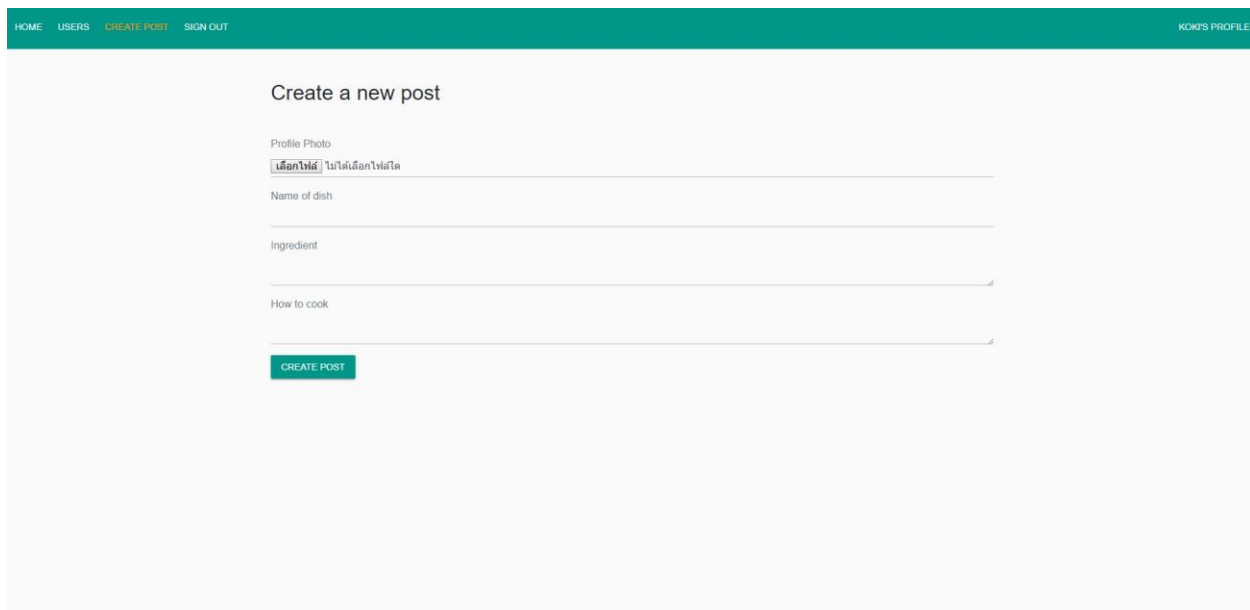 HOME USERS CREATE POST SIGN OUT KOKI'S PROFILE
Create a new post
Profile Photo
เลือกไฟล์ ไม่ได้เลือกไฟล์ใด
Name of dish
Ingredient
How to cook
CREATE POST